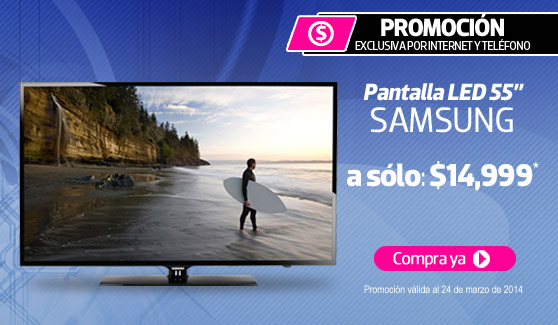 $
PROMOCIÓN
EXCLUSIVA POR INTERNET Y TELÉFONO
Pantalla LED 55”
SAMSUNG
a sólo: $14,999*
Compra ya
Promoción válida al 24 de marzo de 2014
SAMSUNG